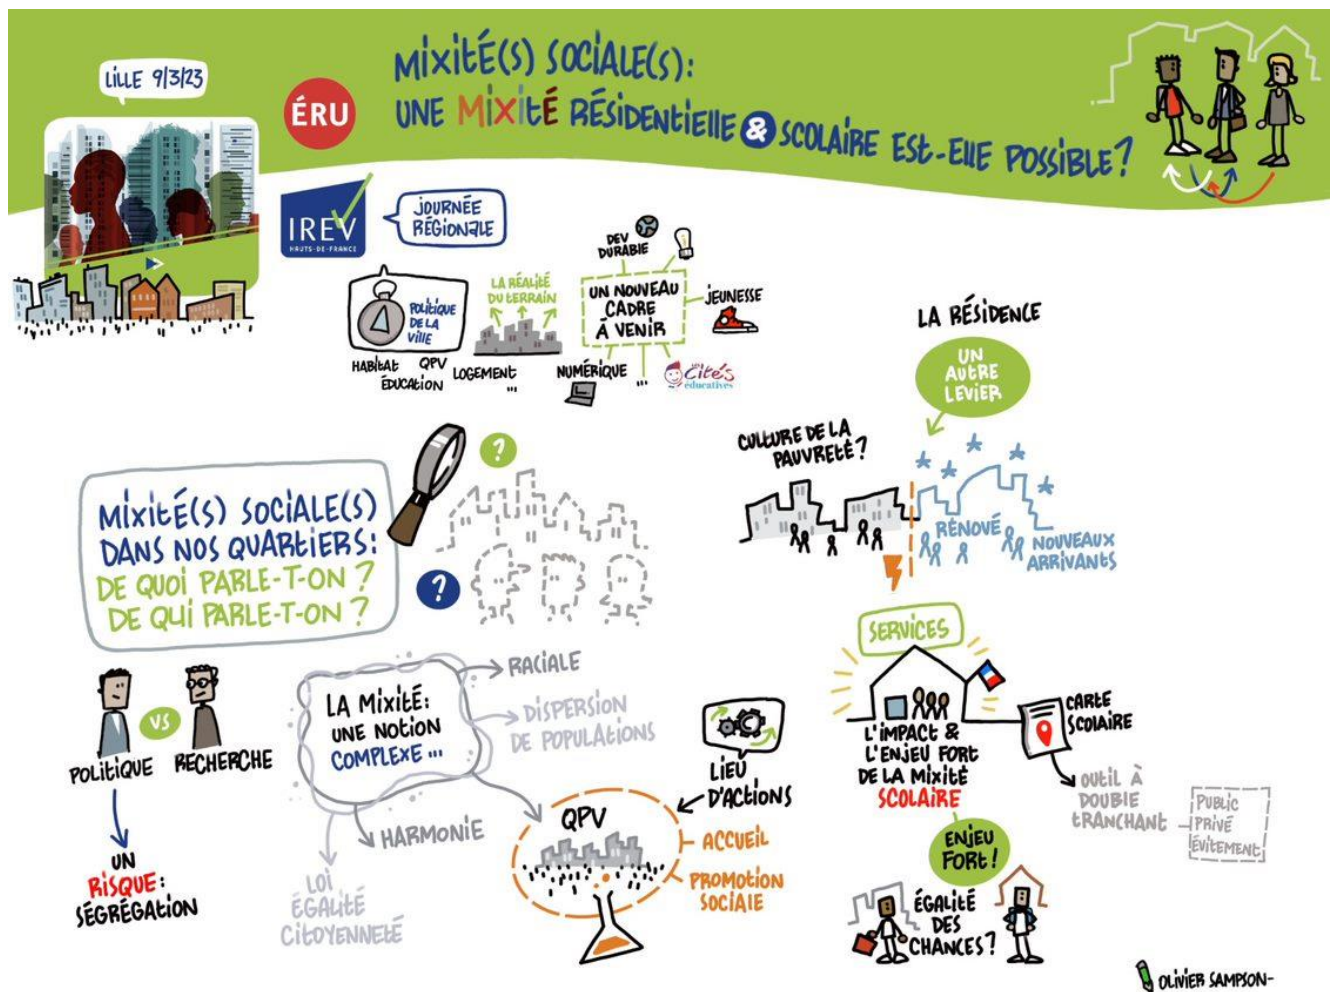 LILLE 9/3/23
ÉRU
MIXITÉ(S) SOCIALE(S):
UNE MIXITÉ RÉSIDENTIELLE & SCOLAIRE EST-ELLE POSSIBLE?
IREV
HAUTS-DE-FRANCE
JOURNÉE
RÉGIONALE
POLITIQUE
DE LA
VILLE
HABITAT QPV
ÉDUCATION
LA RÉALITÉ
DU TERRAIN
LOGEMENT
...
DEV
DURABLE
UN NOUVEAU
CADRE
À VENIR
JEUNESSE
NUMÉRIQUE
...
Les Cités
éducatives
LA RÉSIDENCE
UN
AUTRE
LEVIER
CULTURE DE LA
PAUVRETÉ?
RÉNOVÉ
NOUVEAUX
ARRIVANTS
MIXITÉ(S) SOCIALE(S)
DANS NOS QUARTIERS:
DE QUOI PARLE-T-ON?
DE QUI PARLE-T-ON?
?
?
POLITIQUE
VS
RECHERCHE
UN
RISQUE:
SÉGRÉGATION
LA MIXITÉ:
UNE NOTION
COMPLEXE ...
RACIALE
DISPERSION
DE POPULATIONS
HARMONIE
LOI
ÉGALITÉ
CITOYENNETÉ
QPV
LIEU
D'ACTIONS
ACCUEIL
PROMOTION
SOCIALE
SERVICES
L'IMPACT &
L'ENJEU FORT
DE LA MIXITÉ
SCOLAIRE
CARTE
SCOLAIRE
OUTIL À
DOUBLE
TRANCHANT
PUBLIC
PRIVÉ
ÉVITEMENT
ENJEU
FORT!
ÉGALITÉ
DES
CHANCES?
OLIVIER SAMPSON-